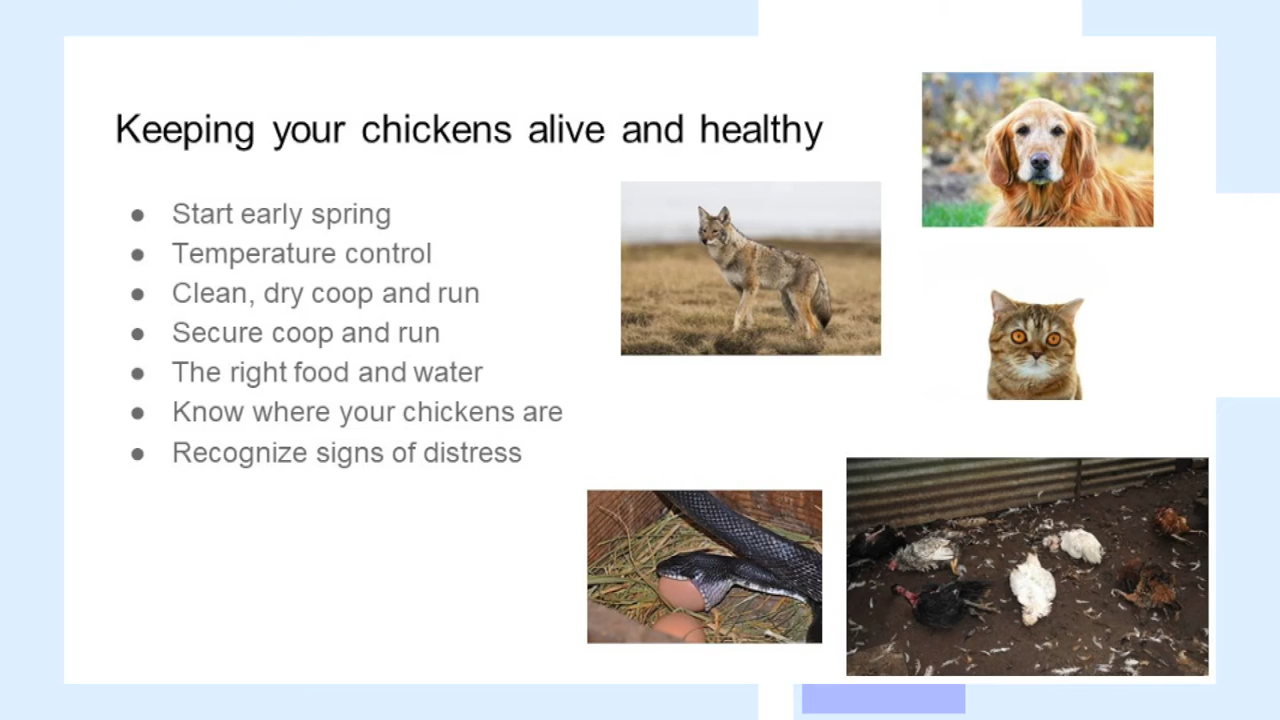 Keeping your chickens alive and healthy
● Start early spring
● Temperature control
● Clean, dry coop and run
● Secure coop and run
● The right food and water
● Know where your chickens are
● Recognize signs of distress